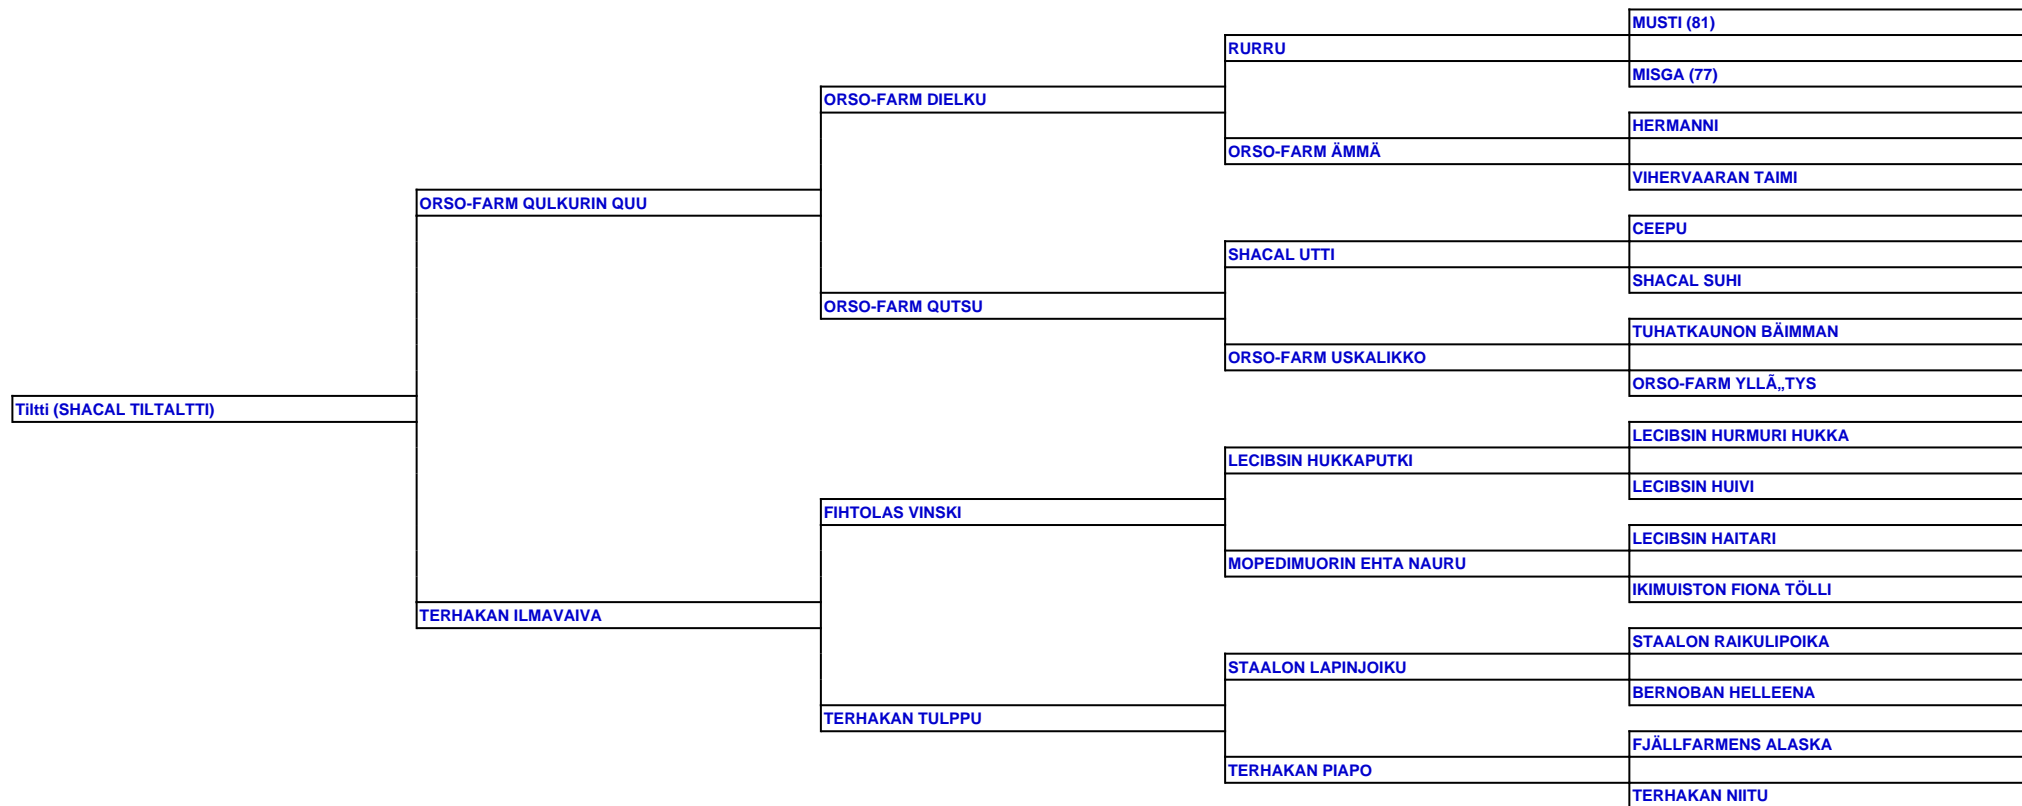 MUSTI (81)
RURRU
MISGA (77)
ORSO-FARM DIELKU
HERMANNI
ORSO-FARM ÄMMÄ
VIHERVAARAN TAIMI
ORSO-FARM QULKURIN QUU
CEEPU
SHACAL UTTI
SHACAL SUHI
ORSO-FARM QUTSU
TUHATKAUNON BÄIMMAN
ORSO-FARM USKALIKKO
ORSO-FARM YLLÃ„TYS
Tiltti (SHACAL TILTALTTI)
LECIBSIN HURMURI HUKKA
LECIBSIN HUKKAPUTKI
LECIBSIN HUIVI
FIHTOLAS VINSKI
LECIBSIN HAITARI
MOPEDIMUORIN EHTA NAURU
IKIMUISTON FIONA TÖLLI
TERHAKAN ILMAVAIVA
STAALON RAIKULIPOIKA
STAALON LAPINJOIKU
BERNOBAN HELLEENA
TERHAKAN TULPPU
FJÄLLFARMENS ALASKA
TERHAKAN PIAPO
TERHAKAN NIITU